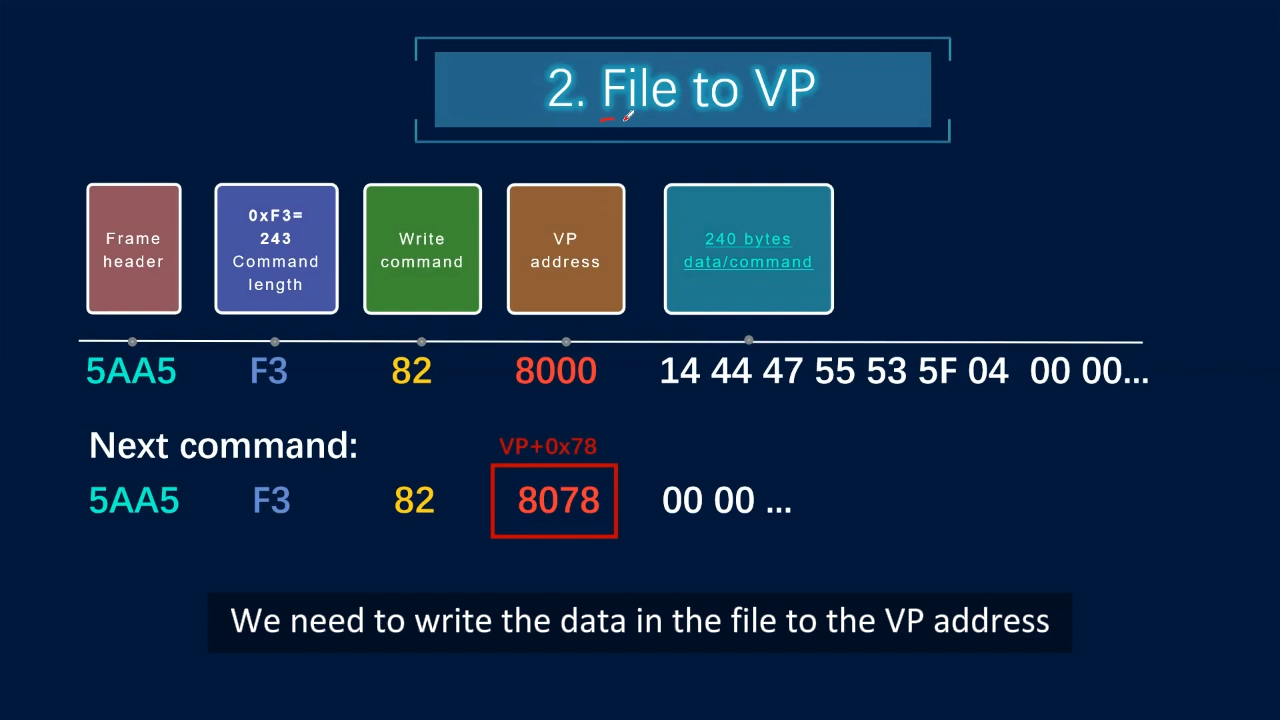 2. File to VP
Frame
header
0xF3=
243
Command
length
Write
command
VP
address
240 bytes
data/command
5AA5 F3 82 8000 14 44 47 55 53 5F 04 00 00...
Next command:
VP+0x78
5AA5 F3 82 8078 00 00 ...
We need to write the data in the file to the VP address